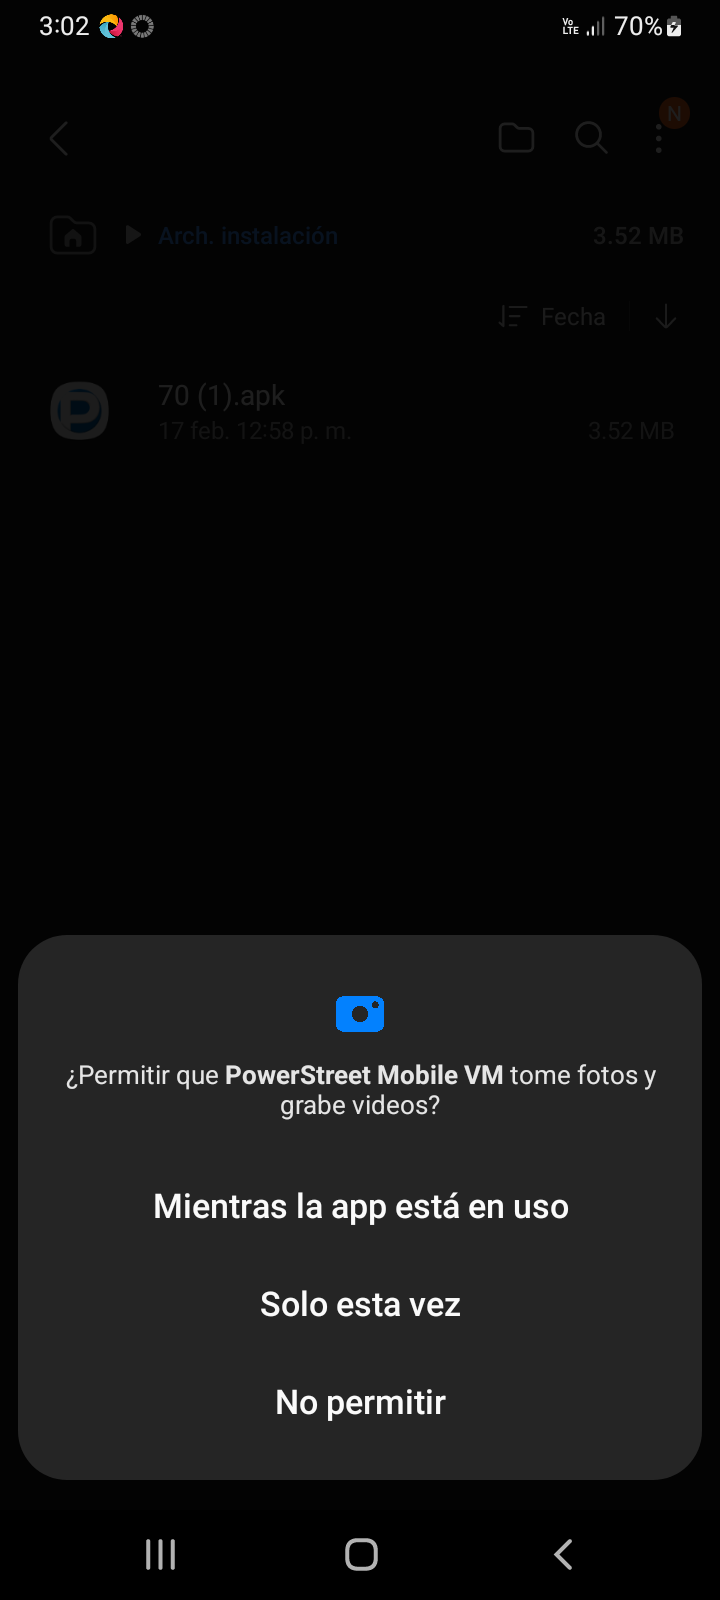 3:02
Vo LTE 70%
N
Arch. instalación 3.52 MB
Fecha
70 (1).apk
17 feb. 12:58 p. m. 3.52 MB
¿Permitir que PowerStreet Mobile VM tome fotos y
grabe videos?
Mientras la app está en uso
Solo esta vez
No permitir